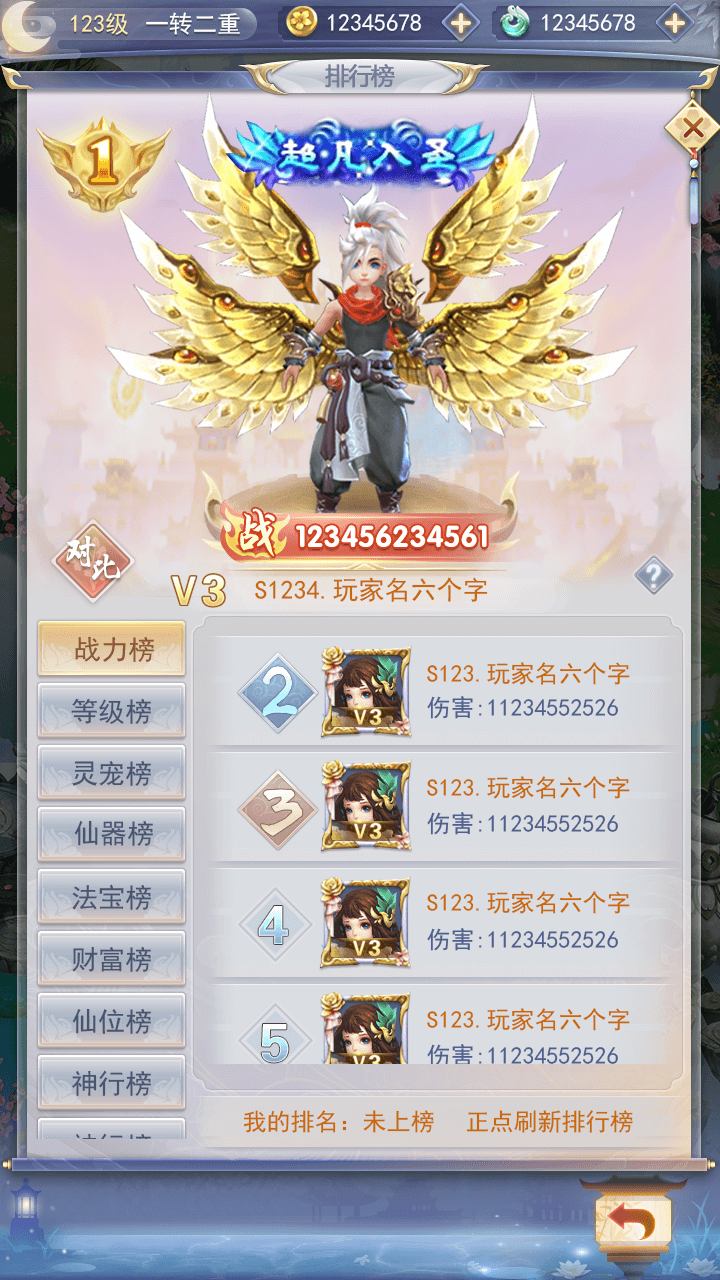 123级 一转二重 12345678 12345678
排行榜
1
超凡入圣
战 123456234561
对比
V3 S1234.玩家名六个字 ?
战力榜
等级榜
灵宠榜
仙器榜
法宝榜
财富榜
仙位榜
神行榜
2 V3 S123.玩家名六个字
伤害:11234552526
3 V3 S123.玩家名六个字
伤害:11234552526
4 V3 S123.玩家名六个字
伤害:11234552526
5 V3 S123.玩家名六个字
伤害:11234552526
我的排名：未上榜 正点刷新排行榜